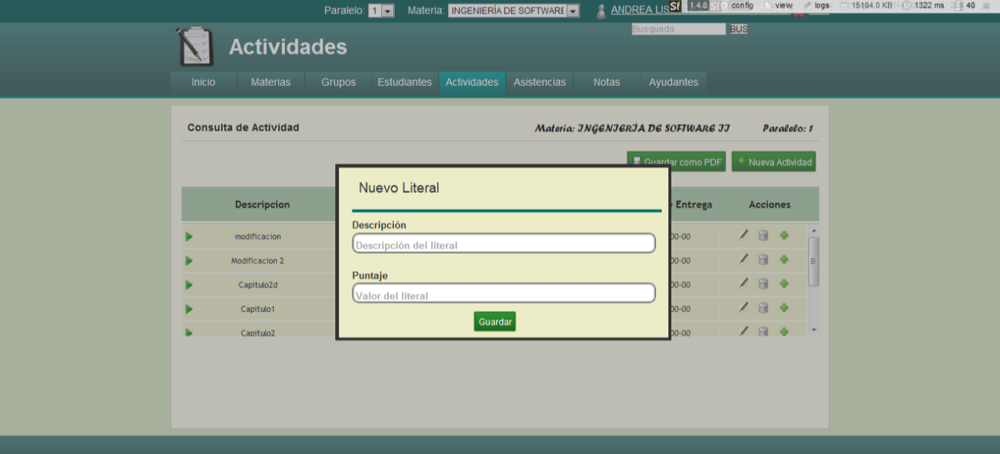 Paralelo: 1 Materia: INGENIERÍA DE SOFTWARE ANDREA LIS Sf 1.4.8 config view logs 15104.0 KB 1322 ms 40
Busqueda BUS
Actividades
Inicio Materias Grupos Estudiantes Actividades Asistencias Notas Ayudantes
Consulta de Actividad Materia: INGENIERÍA DE SOFTWARE II Paralelo: 1
Guardar como PDF Nueva Actividad
Nuevo Literal
Descripcion Entrega Acciones
Descripción
modificacion 00-00
Descripción del literal
Modificacion 2 00-00
Puntaje
Capitulo2d 00-00
Valor del literal
Capitulo1 00-00
Guardar
Capitulo2 00-00